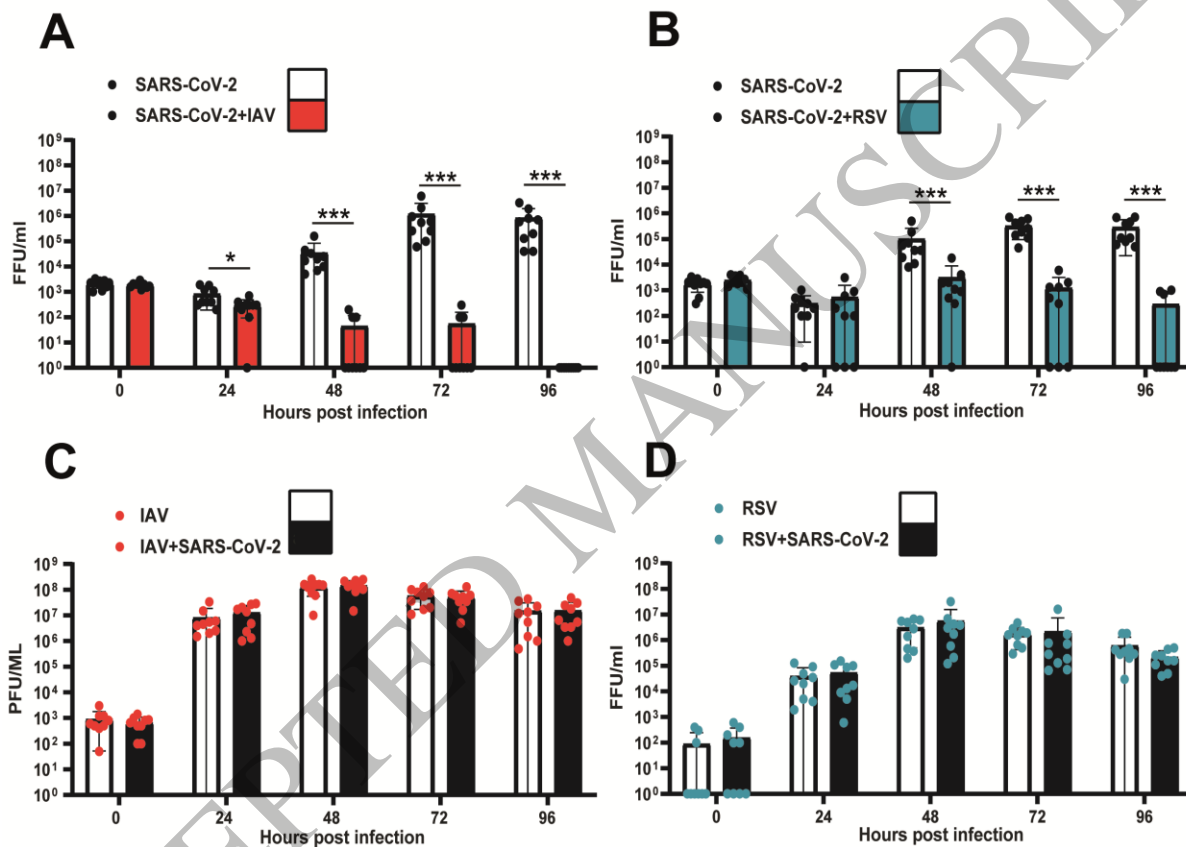 A
SARS-CoV-2
SARS-CoV-2+IAV
FFU/ml
10⁹
10⁸
10⁷
10⁶
10⁵
10⁴
10³
10²
10¹
10⁰
*
***
***
***
0 24 48 72 96
Hours post infection
B
SARS-CoV-2
SARS-CoV-2+RSV
FFU/ml
10⁹
10⁸
10⁷
10⁶
10⁵
10⁴
10³
10²
10¹
10⁰
***
***
***
0 24 48 72 96
Hours post infection
C
IAV
IAV+SARS-CoV-2
PFU/ML
10⁹
10⁸
10⁷
10⁶
10⁵
10⁴
10³
10²
10¹
10⁰
0 24 48 72 96
Hours post infection
D
RSV
RSV+SARS-CoV-2
FFU/ml
10⁹
10⁸
10⁷
10⁶
10⁵
10⁴
10³
10²
10¹
10⁰
0 24 48 72 96
Hours post infection
EPTED MANUSCRI